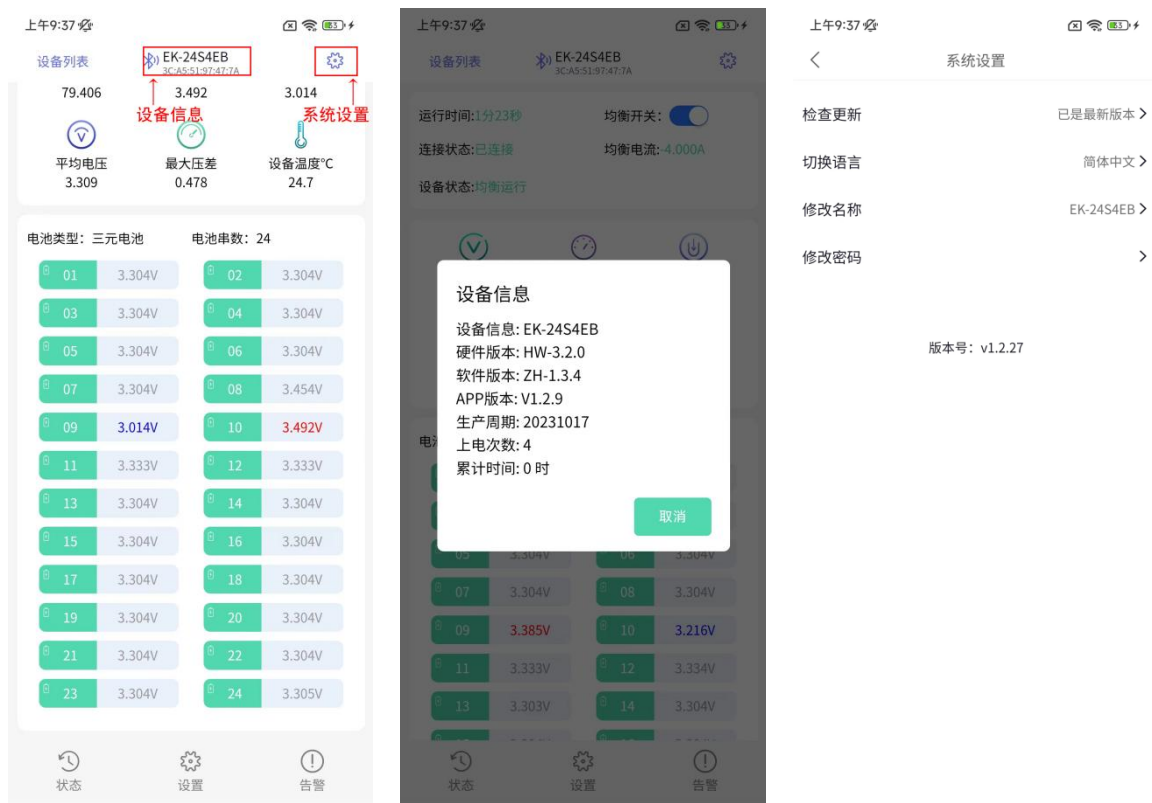 上午9:37
83
设备列表
EK-24S4EB
3C:A5:51:97:47:7A
79.406 3.492 3.014
设备信息 系统设置
平均电压 最大压差 设备温度°C
3.309 0.478 24.7
电池类型: 三元电池 电池串数: 24
01 3.304V 02 3.304V
03 3.304V 04 3.304V
05 3.304V 06 3.304V
07 3.304V 08 3.454V
09 3.014V 10 3.492V
11 3.333V 12 3.333V
13 3.304V 14 3.304V
15 3.304V 16 3.304V
17 3.304V 18 3.304V
19 3.304V 20 3.304V
21 3.304V 22 3.304V
23 3.304V 24 3.305V
状态 设置 告警
上午9:37
83
设备列表
EK-24S4EB
3C:A5:51:97:47:7A
运行时间:1分23秒 均衡开关:
连接状态:已连接 均衡电流:-4.000A
设备状态:均衡运行
设备信息
设备信息: EK-24S4EB
硬件版本: HW-3.2.0
软件版本: ZH-1.3.4
APP版本: V1.2.9
生产周期: 20231017
上电次数: 4
累计时间: 0 时
取消
05 3.304V 06 3.304V
07 3.304V 08 3.304V
09 3.385V 10 3.216V
11 3.333V 12 3.334V
13 3.303V 14 3.304V
状态 设置 告警
上午9:37
83
系统设置
检查更新 已是最新版本
切换语言 简体中文
修改名称 EK-24S4EB
修改密码
版本号: v1.2.27